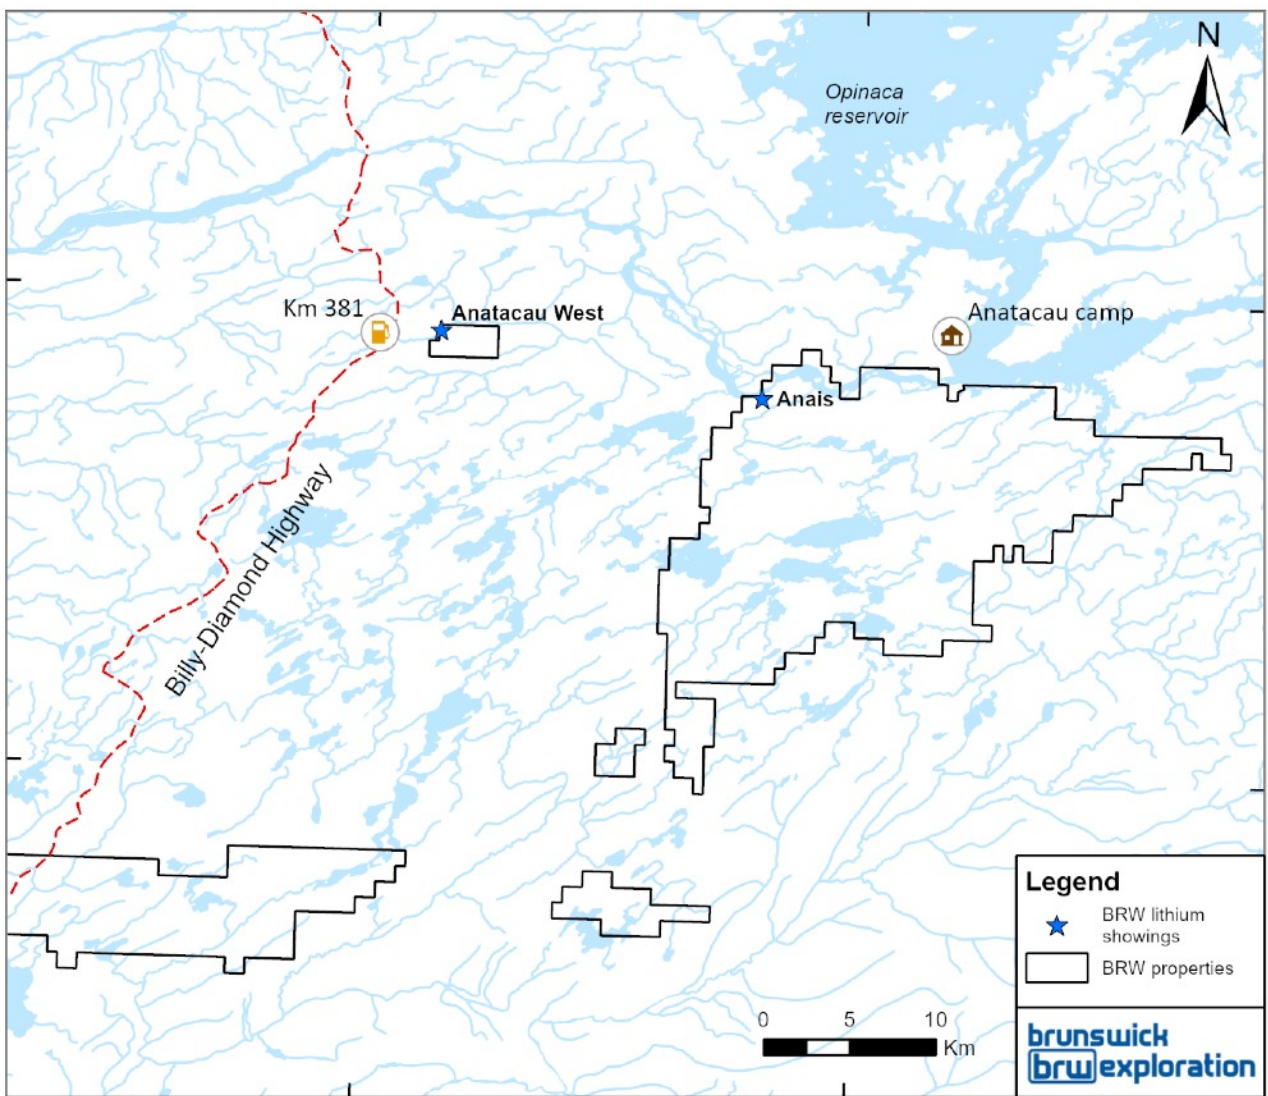 N
Opinaca
reservoir
Km 381
Anatacau West
Anatacau camp
Anais
Billy-Diamond Highway
Legend
BRW lithium
showings
BRW properties
0 5 10
Km
brunswick
brw exploration